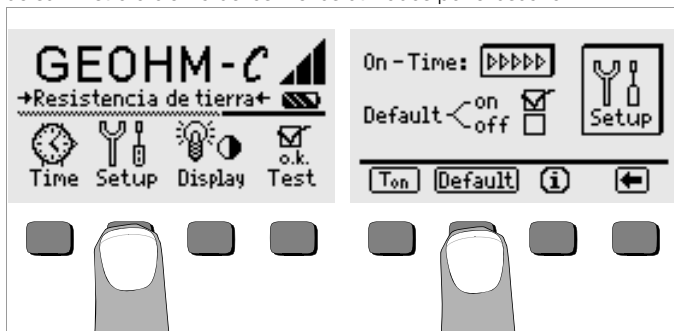 GEOHM-C
→Resistencia de tierra←
Time Setup Display o.k. Test
On-Time: ▷▷▷▷▷
Default on
off
Setup
Ton Default i